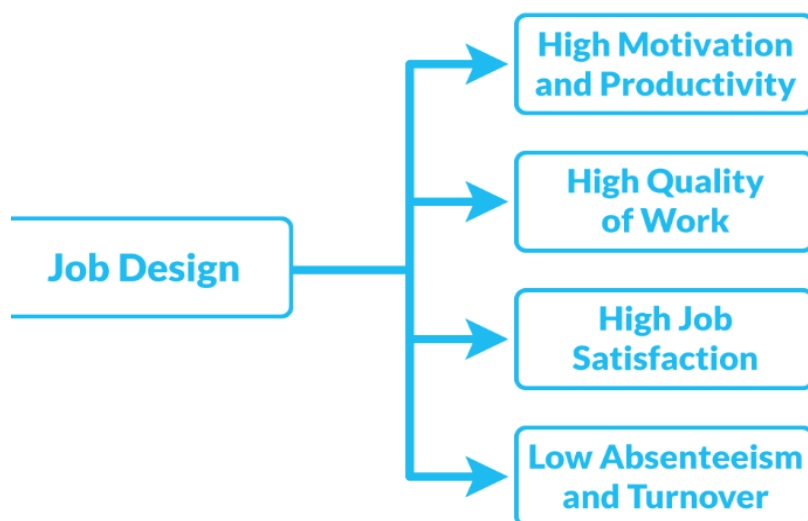 High Motivation
and Productivity
High Quality
of Work
Job Design
High Job
Satisfaction
Low Absenteeism
and Turnover